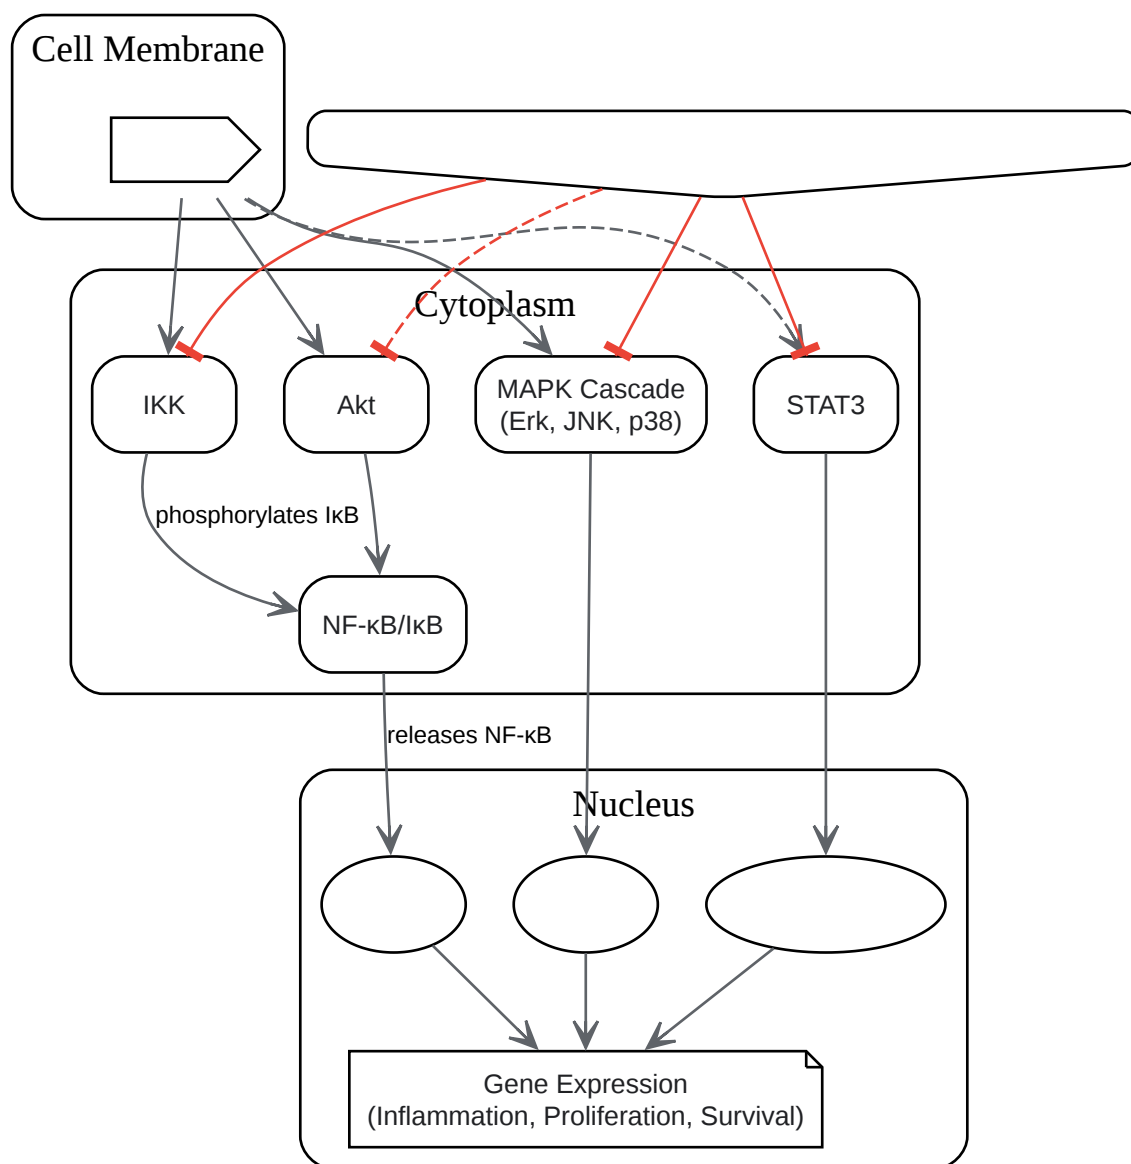 Cell Membrane
Cytoplasm
IKK
Akt
MAPK Cascade
(Erk, JNK, p38)
STAT3
phosphorylates IκB
NF-κB/IκB
releases NF-κB
Nucleus
Gene Expression
(Inflammation, Proliferation, Survival)